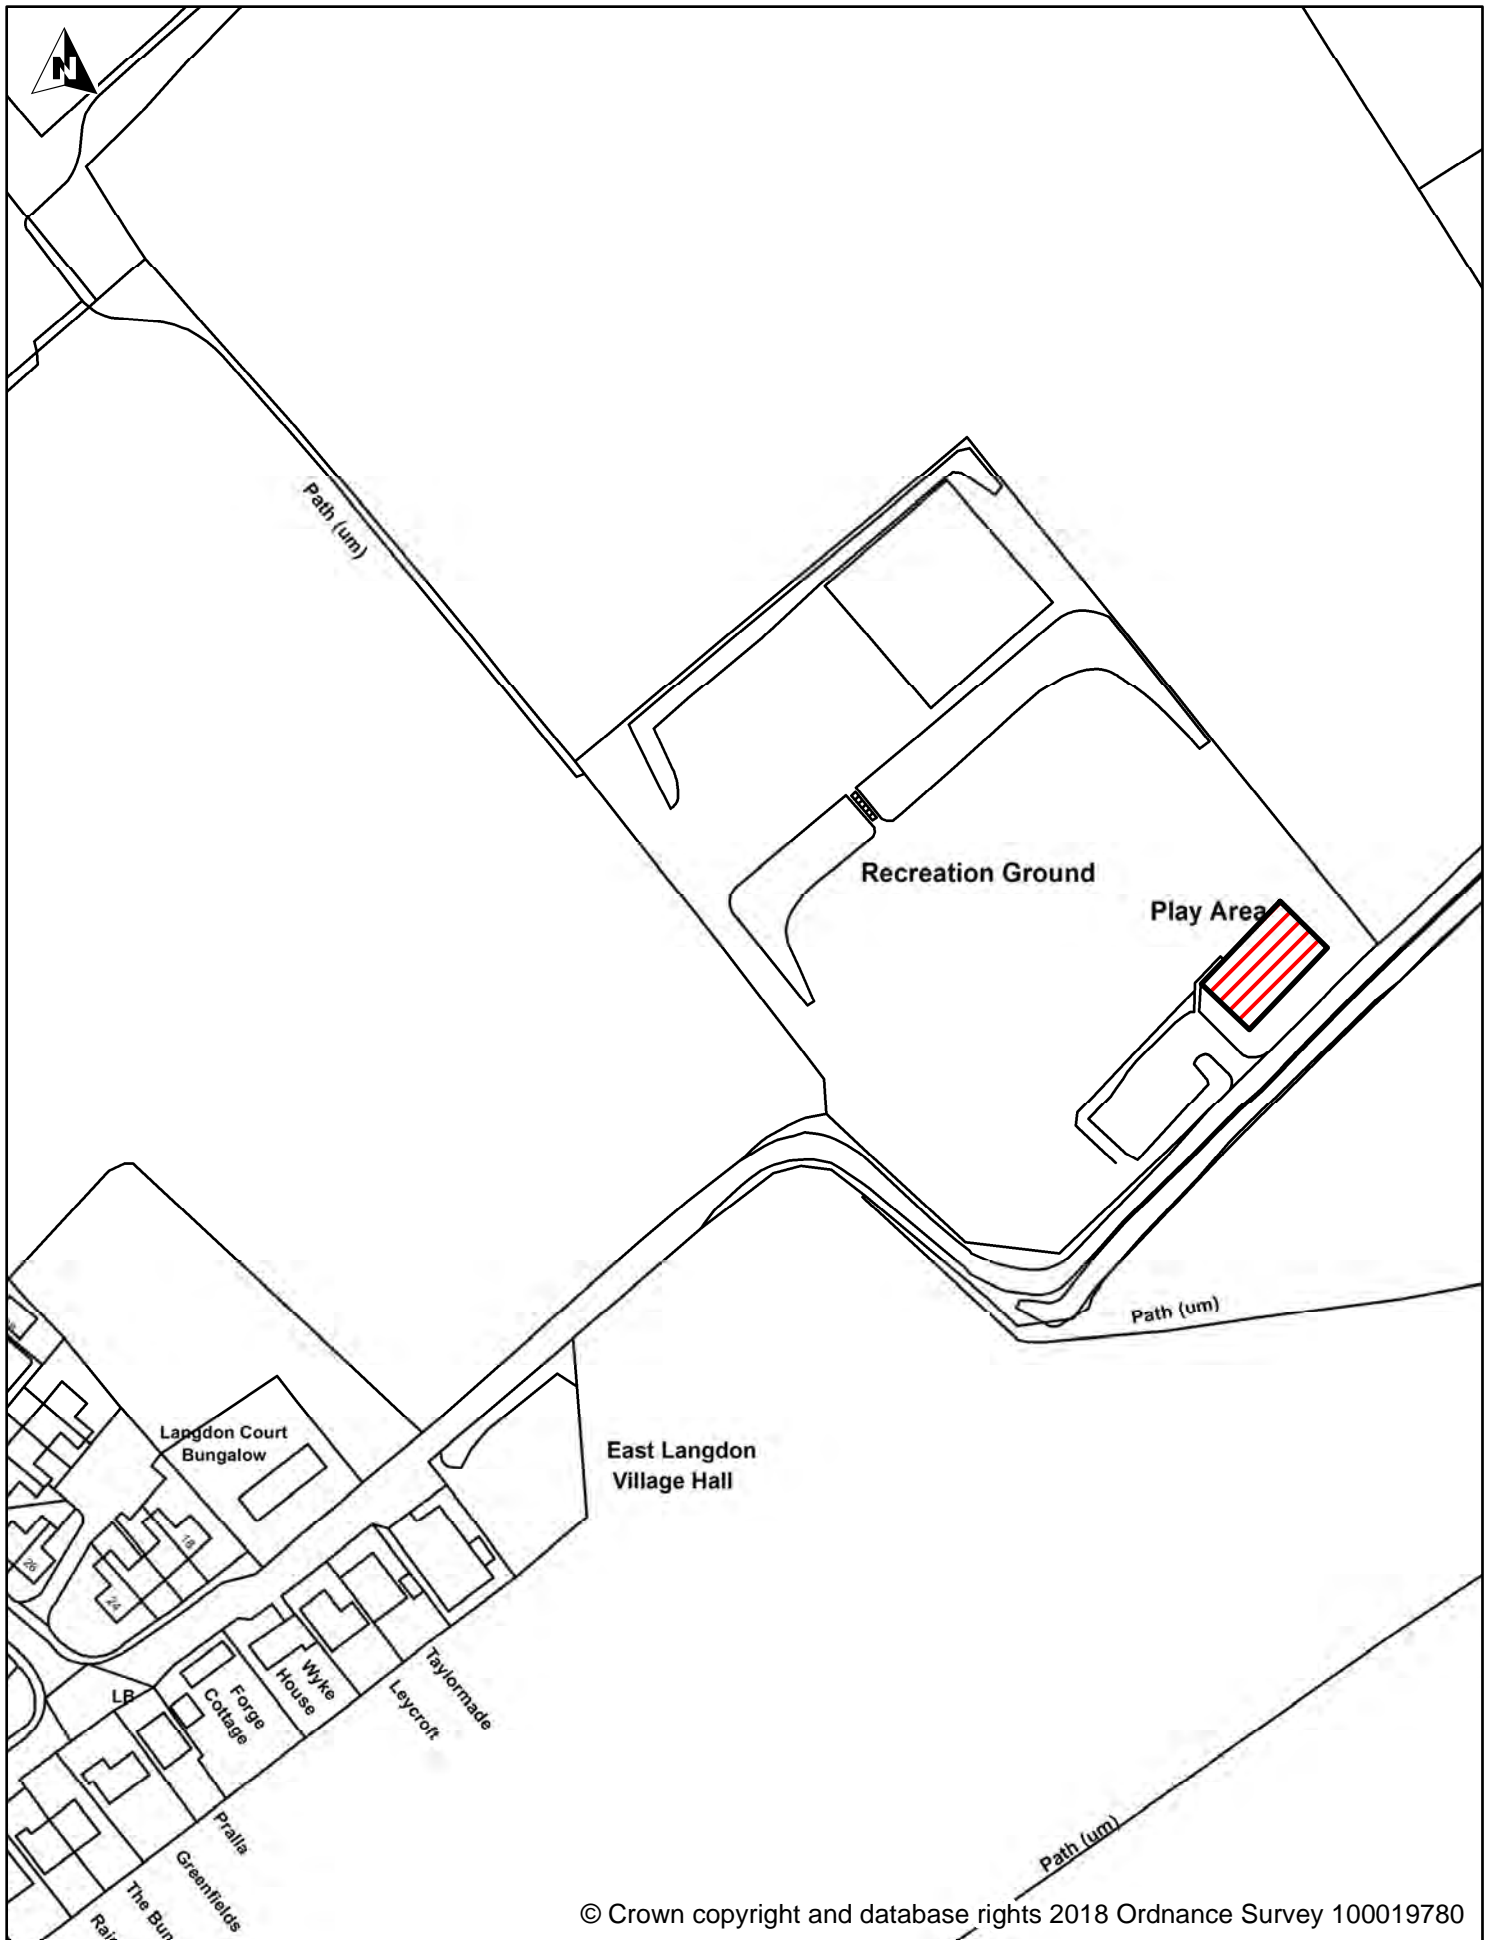 N
Path (um)
Recreation Ground
Play Area
Path (um)
Langdon Court
Bungalow
East Langdon
Village Hall
18
26
24
Taylormade
Leycroft
Wyke
House
Forge
Cottage
LB
Pralla
Greenfields
The Bun
Path (um)
© Crown copyright and database rights 2018 Ordnance Survey 100019780